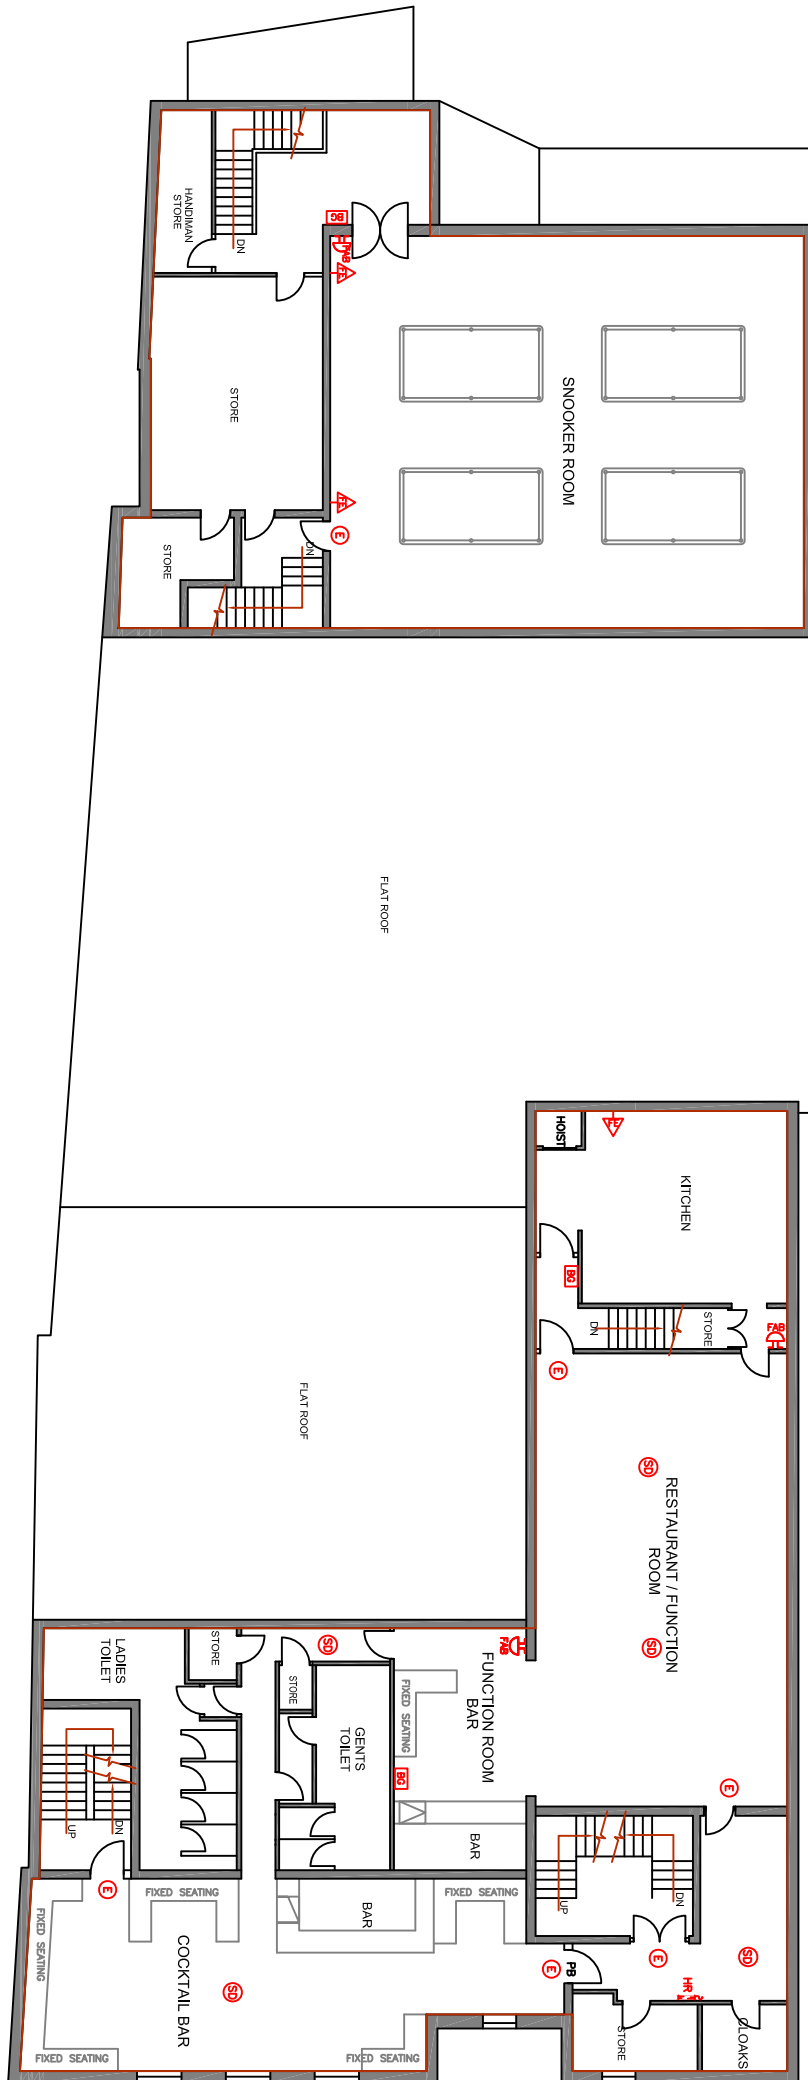 HANDIMAN
STORE
DN
BG
FAB
FE
STORE
SNOOKER ROOM
FE
E
DN
STORE
FLAT ROOF
HOIST
FE
KITCHEN
BG
DN
STORE
FAB
E
FLAT ROOF
SD
RESTAURANT / FUNCTION
ROOM
SD
LADIES
TOILET
STORE
SD
STORE
GENTS
TOILET
FIXED SEATING
FUNCTION ROOM
BAR
FAB
BG
E
UP
DN
BAR
UP
DN
E
FIXED SEATING
FIXED SEATING
BAR
FIXED SEATING
COCKTAIL BAR
SD
E
PB
E
SD
HR
STORE
CLOAKS
FIXED SEATING
FIXED SEATING